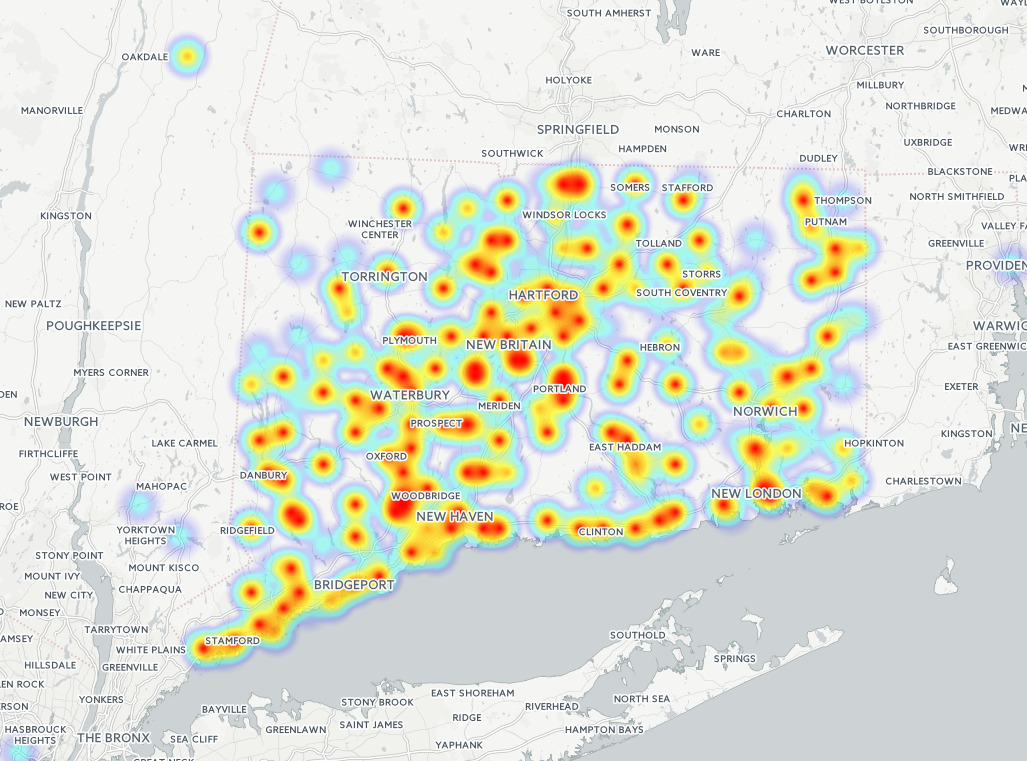 SOUTH AMHERST
WEST BOYLSTON
SOUTHBOROUGH
WARE
WORCESTER
OAKDALE
HOLYOKE
MILLBURY
MANORVILLE
CHARLTON
NORTHBRIDGE
MEDWA
SPRINGFIELD
MONSON
UXBRIDGE
SOUTHWICK
HAMPDEN
DUDLEY
BLACKSTONE
SOMERS
STAFFORD
THOMPSON
NORTH SMITHFIELD
KINGSTON
WINDSOR LOCKS
PUTNAM
VALLEY FA
WINCHESTER
CENTER
TOLLAND
GREENVILLE
TORRINGTON
STORRS
PROVIDEN
SOUTH COVENTRY
HARTFORD
NEW PALTZ
POUGHKEEPSIE
WARWIC
PLYMOUTH
NEW BRITAIN
HEBRON
EAST GREENWIC
MYERS CORNER
PORTLAND
EXETER
DEN
WATERBURY
MERIDEN
NORWICH
NEWBURGH
PROSPECT
KINGSTON
NE
LAKE CARMEL
EAST HADDAM
HOPKINTON
FIRTHCLIFFE
OXFORD
WEST POINT
DANBURY
CHARLESTOWN
MAHOPAC
WOODBRIDGE
NEW LONDON
ROE
NEW HAVEN
YORKTOWN
HEIGHTS
RIDGEFIELD
CLINTON
STONY POINT
MOUNT KISCO
MOUNT IVY
CHAPPAQUA
BRIDGEPORT
NEW CITY
MONSEY
TARRYTOWN
AMSEY
STAMFORD
SOUTHOLD
WHITE PLAINS
SPRINGS
HILLSDALE
GREENVILLE
LEN ROCK
EAST SHOREHAM
NORTH SEA
YONKERS
STONY BROOK
RIVERHEAD
ERSON
BAYVILLE
RIDGE
SAINT JAMES
HASBROUCK
HEIGHTS
GREENLAWN
HAMPTON BAYS
THE BRONX
SEA CLIFF
YAPHANK
GREAT NECK